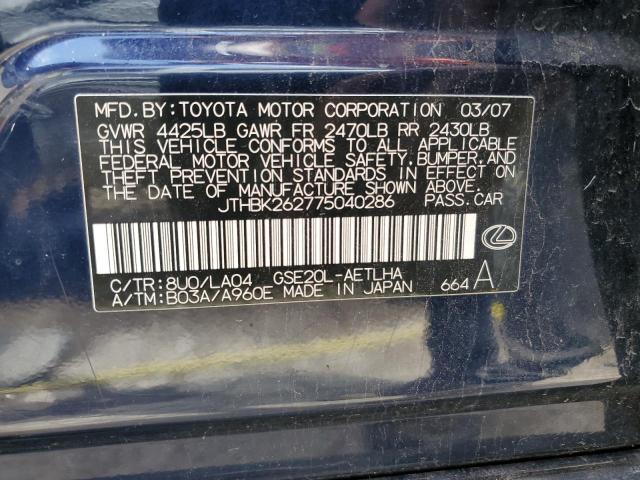 MFD.BY:TOYOTA MOTOR CORPORATION 03/07
GVWR 4425LB GAWR FR 2470LB RR 2430LB
THIS VEHICLE CONFORMS TO ALL APPLICABLE
FEDERAL MOTOR VEHICLE SAFETY,BUMPER,AND
THEFT PREVENTION STANDARDS IN EFFECT ON
THE DATE OF MANUFACTURE SHOWN ABOVE.
JTHBK262775040286 PASS.CAR
C/TR:8U0/LA04 GSE20L-AETLHA
A/TM:B03A/A960E MADE IN JAPAN 664 A